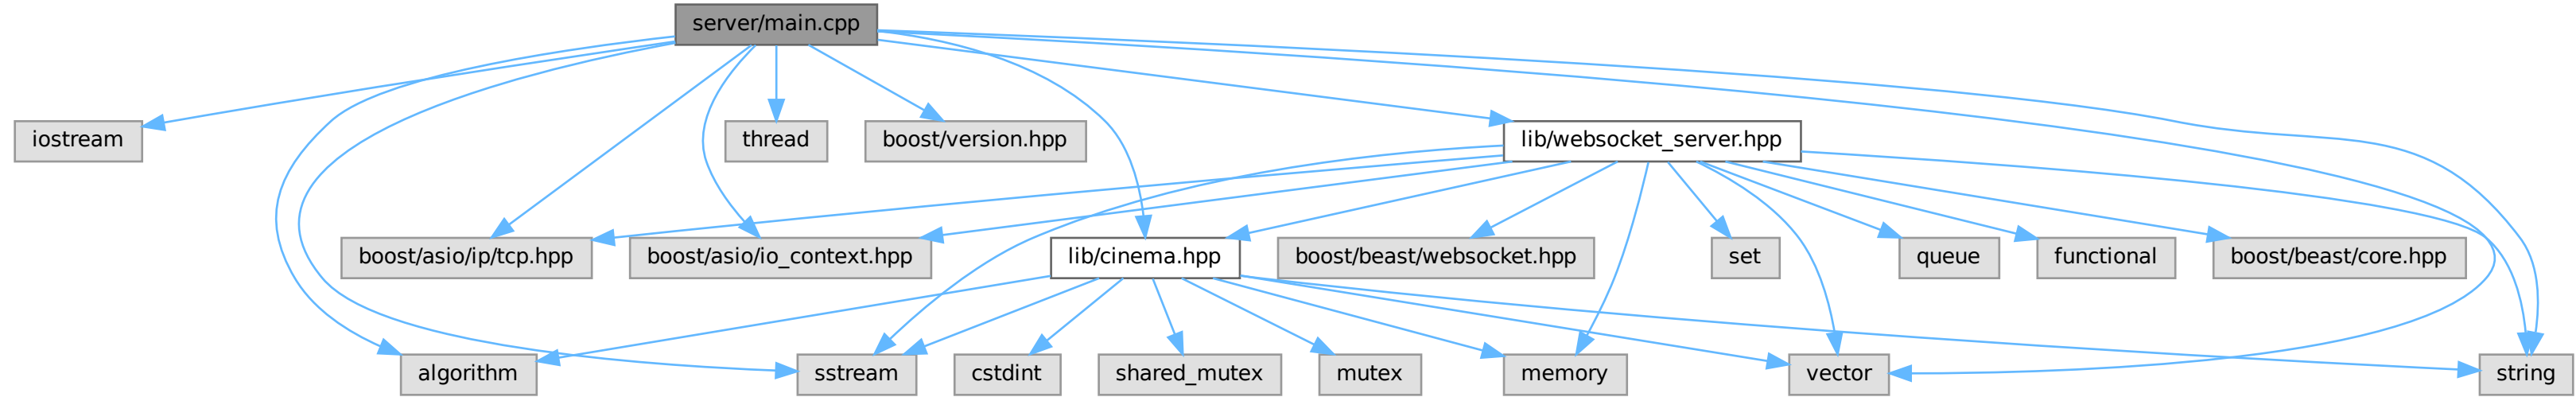 server/main.cpp
iostream
thread
boost/version.hpp
lib/websocket_server.hpp
boost/asio/ip/tcp.hpp
boost/asio/io_context.hpp
lib/cinema.hpp
boost/beast/websocket.hpp
set
queue
functional
boost/beast/core.hpp
algorithm
sstream
cstdint
shared_mutex
mutex
memory
vector
string